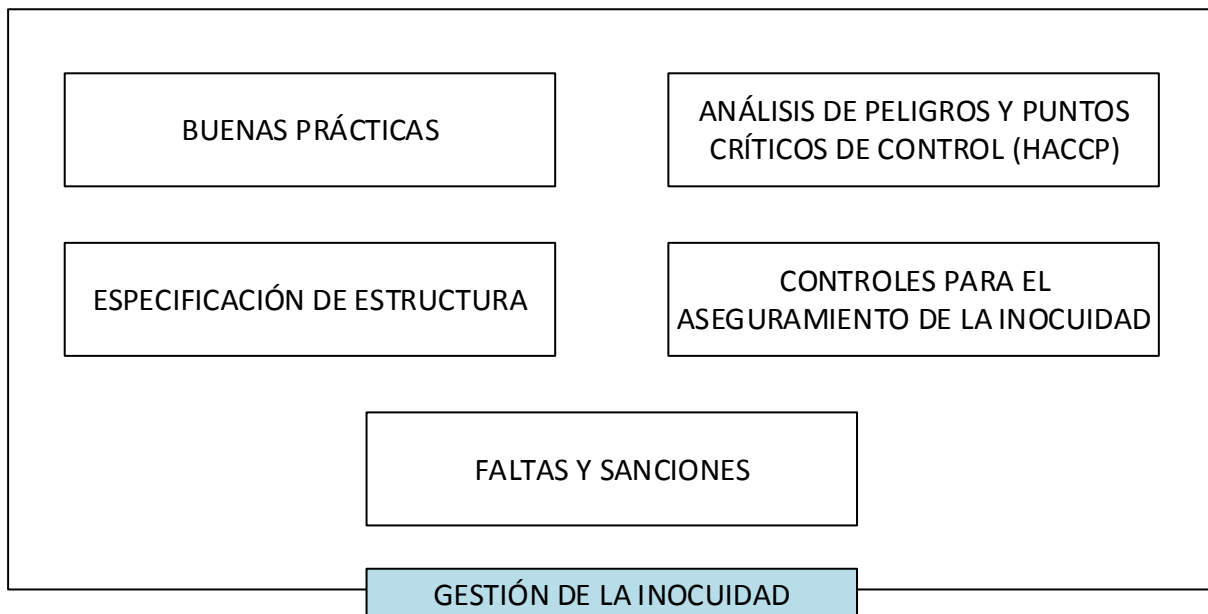 BUENAS PRÁCTICAS
ANÁLISIS DE PELIGROS Y PUNTOS
CRÍTICOS DE CONTROL (HACCP)
ESPECIFICACIÓN DE ESTRUCTURA
CONTROLES PARA EL
ASEGURAMIENTO DE LA INOCUIDAD
FALTAS Y SANCIONES
GESTIÓN DE LA INOCUIDAD